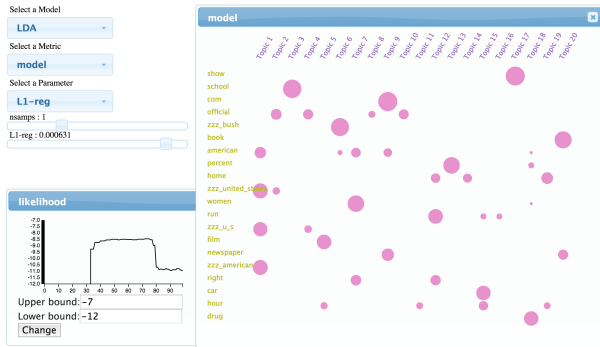 Select a Model
LDA
Select a Metric
model
Select a Parameter
L1-reg
nsamps : 1
L1-reg : 0.000631
likelihood
-7.0
-7.5
-8.0
-8.5
-9.0
-9.5
-10.0
-10.5
-11.0
-11.5
-12.0
0 10 20 30 40 50 60 70 80 90
Upper bound: -7
Lower bound: -12
Change
model
Topic 1 Topic 2 Topic 3 Topic 4 Topic 5 Topic 6 Topic 7 Topic 8 Topic 9 Topic 10 Topic 11 Topic 12 Topic 13 Topic 14 Topic 15 Topic 16 Topic 17 Topic 18 Topic 19 Topic 20
show
school
com
official
zzz_bush
book
american
percent
home
zzz_united_states
women
run
zzz_u_s
film
newspaper
zzz_american
right
car
hour
drug